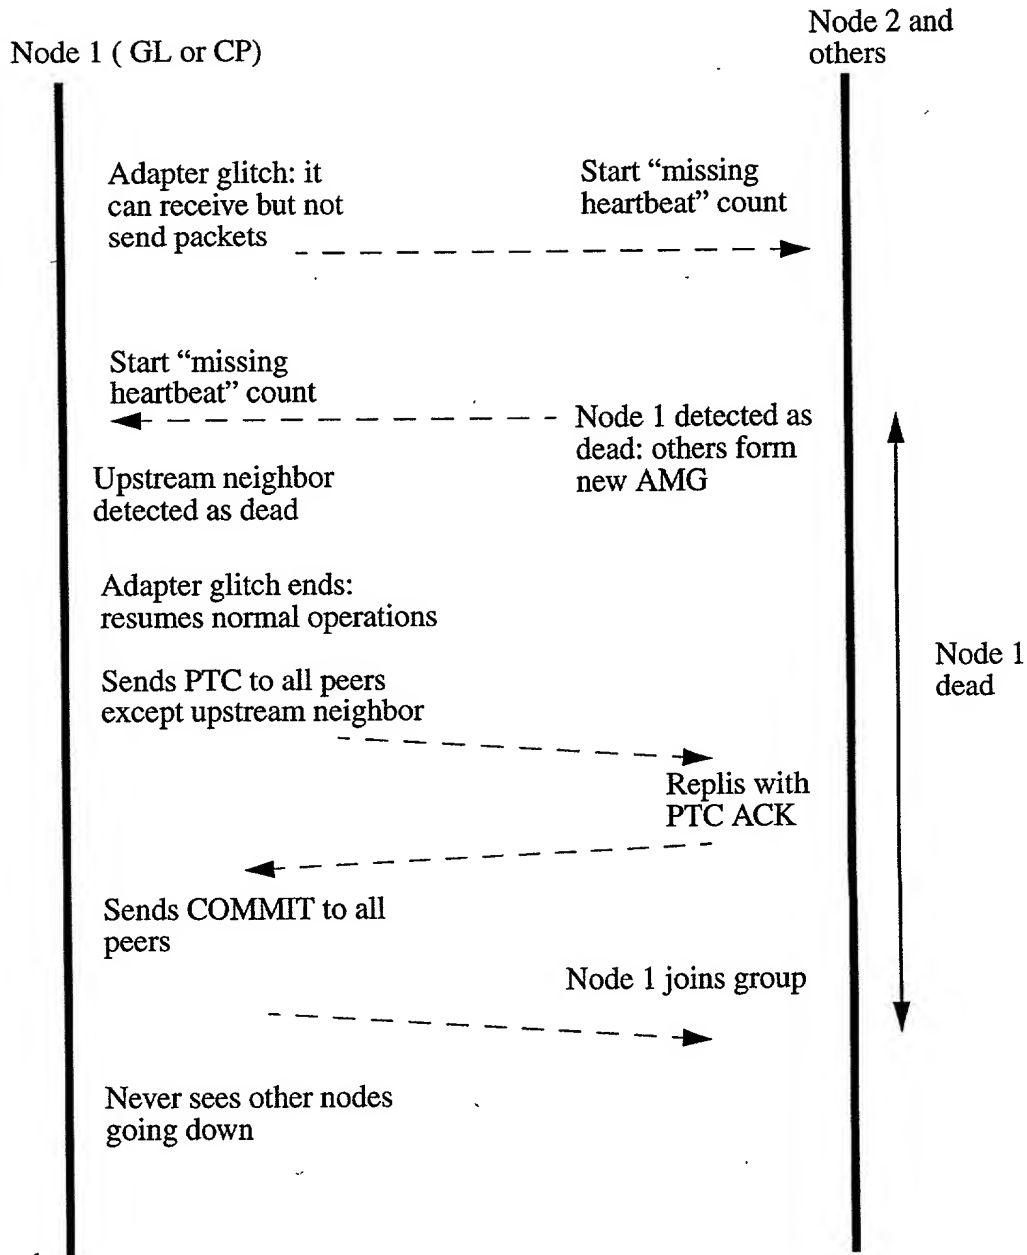 Node 1 ( GL or CP)
Node 2 and
others
Adapter glitch: it
can receive but not
send packets
Start “missing
heartbeat” count
Start “missing
heartbeat” count
Node 1 detected as
dead: others form
new AMG
Upstream neighbor
detected as dead
Adapter glitch ends:
resumes normal operations
Node 1
dead
Sends PTC to all peers
except upstream neighbor
Replis with
PTC ACK
Sends COMMIT to all
peers
Node 1 joins group
Never sees other nodes
going down